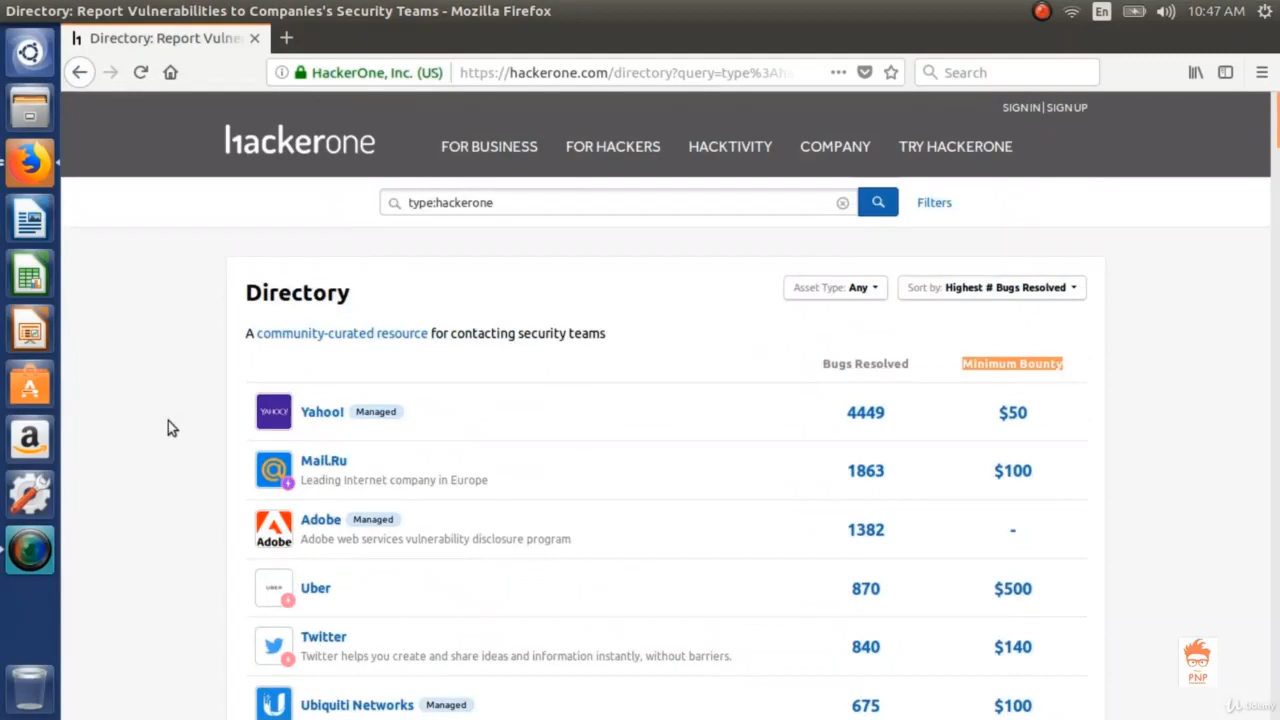 Directory: Report Vulnerabilities to Companies's Security Teams - Mozilla Firefox
En
10:47 AM
Directory: Report Vulne
HackerOne, Inc. (US)
https://hackerone.com/directory?query=type%3Aha
Search
SIGN IN | SIGN UP
hackerone
FOR BUSINESS
FOR HACKERS
HACKTIVITY
COMPANY
TRY HACKERONE
type:hackerone
Filters
Directory
Asset Type: Any
Sort by: Highest # Bugs Resolved
A community-curated resource for contacting security teams
Bugs Resolved
Minimum Bounty
YAHOO!
Yahoo! Managed
4449
$50
Mail.Ru
Leading Internet company in Europe
1863
$100
Adobe
Adobe Managed
Adobe web services vulnerability disclosure program
1382
-
UBER
Uber
870
$500
Twitter
Twitter helps you create and share ideas and information instantly, without barriers.
840
$140
Ubiquiti Networks Managed
675
$100
PNP
Udemy